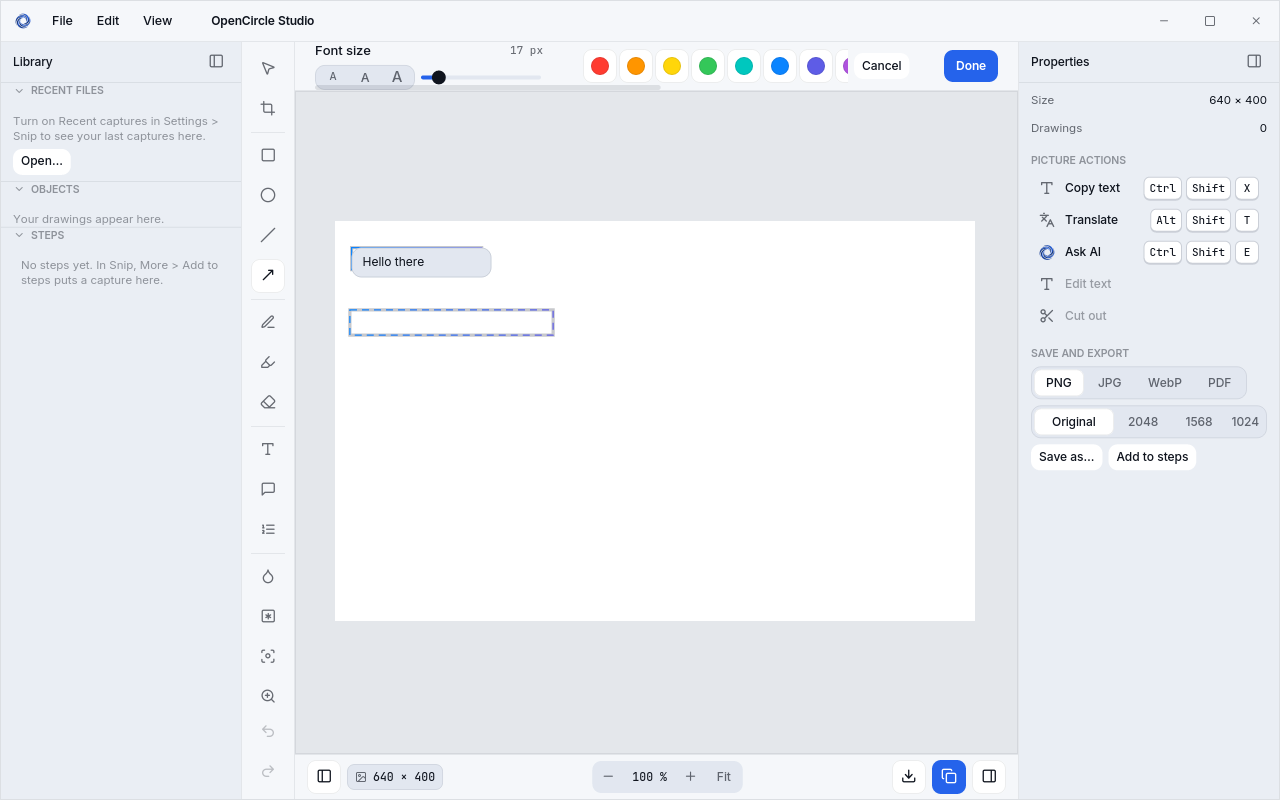 File Edit View OpenCircle Studio
Library
RECENT FILES
Turn on Recent captures in Settings >
Snip to see your last captures here.
Open...
OBJECTS
Your drawings appear here.
STEPS
No steps yet. In Snip, More > Add to
steps puts a capture here.
Font size 17 px
A A A
Cancel Done
Hello there
640 × 400
100 % Fit
Properties
Size 640 × 400
Drawings 0
PICTURE ACTIONS
Copy text Ctrl Shift X
Translate Alt Shift T
Ask AI Ctrl Shift E
Edit text
Cut out
SAVE AND EXPORT
PNG JPG WebP PDF
Original 2048 1568 1024
Save as... Add to steps